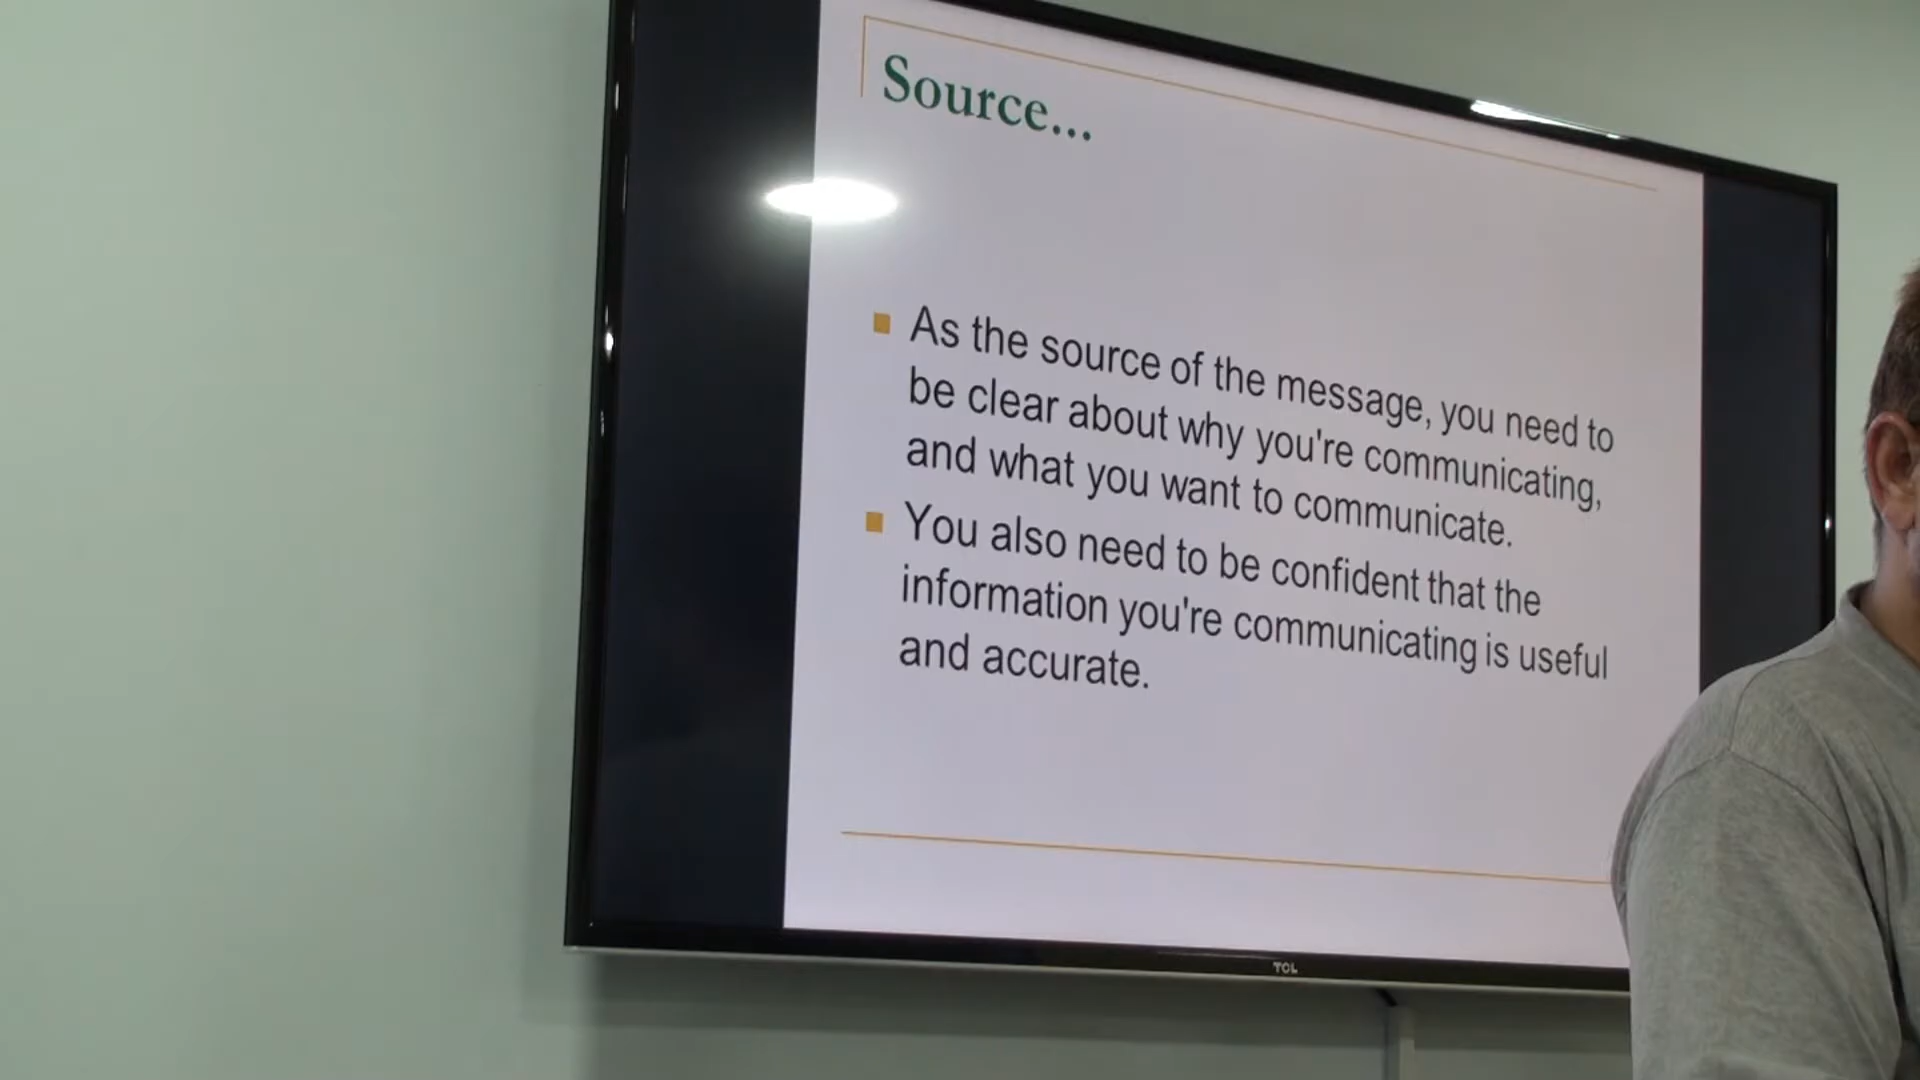 Source...
As the source of the message, you need to
be clear about why you're communicating,
and what you want to communicate.
You also need to be confident that the
information you're communicating is useful
and accurate.
TCL